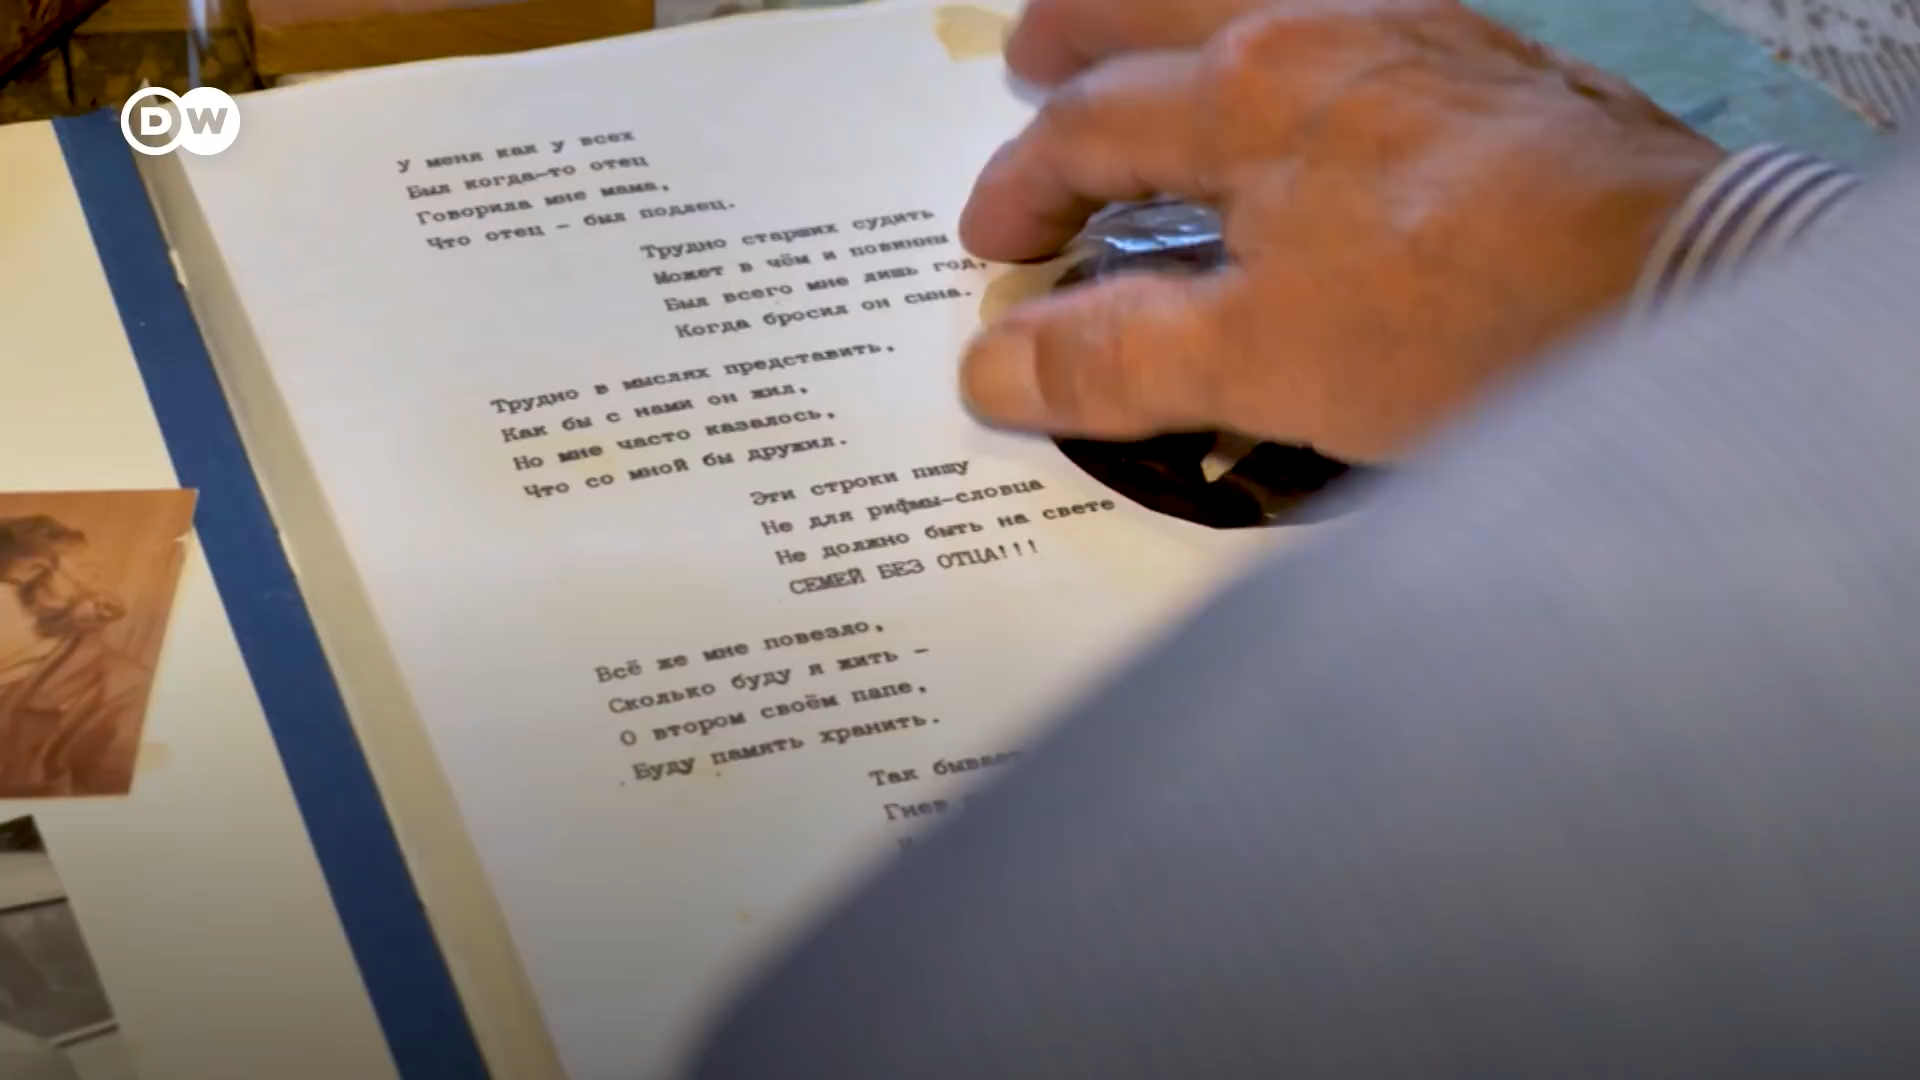 DW
у меня как у всех
Был когда-то отец
Говорила мне мама,
Что отец - был подлец.
Трудно старших судить
Может в чём и повинны
Был всего мне лишь год,
Когда бросил он сына.
Трудно в мыслях представить,
Как бы с нами он жил,
Но мне часто казалось,
Что со мной бы дружил.
Эти строки пишу
Не для рифмы-словца
Не должно быть на свете
СЕМЕЙ БЕЗ ОТЦА!!!
Всё же мне повезло,
Сколько буду я жить -
О втором своём папе,
Буду память хранить.
Так бывает
Гнев